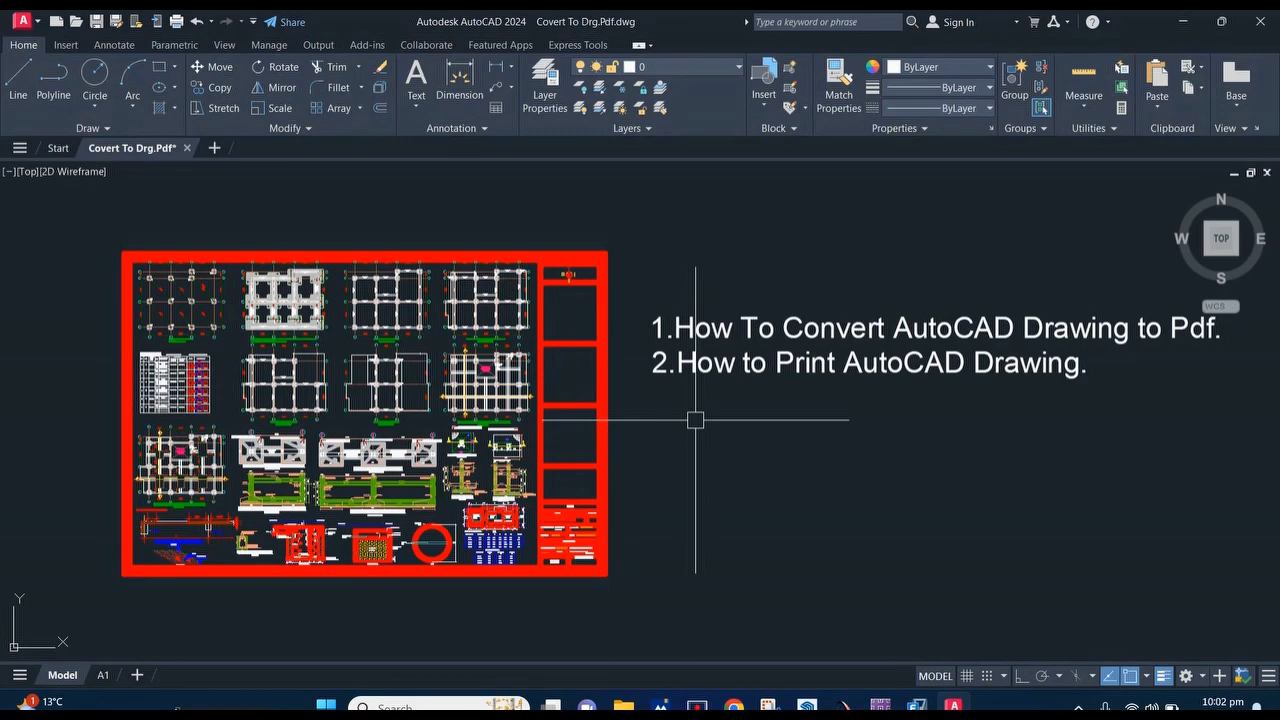 Share
Autodesk AutoCAD 2024 Covert To Drg.Pdf.dwg
Type a keyword or phrase
Sign In
Home Insert Annotate Parametric View Manage Output Add-ins Collaborate Featured Apps Express Tools
Line Polyline Circle Arc
Draw
Move Rotate Trim
Copy Mirror Fillet
Stretch Scale Array
Modify
Text Dimension
Annotation
Layer Properties
0
Layers
Insert
Block
Match Properties
ByLayer
ByLayer
ByLayer
Properties
Group
Groups
Measure
Utilities
Paste
Clipboard
Base
View
Start Covert To Drg.Pdf*
[−][Top][2D Wireframe]
N
W TOP E
S
WCS
1.How To Convert AutoCAD Drawing to Pdf.
2.How to Print AutoCAD Drawing.
Y
X
Model A1
MODEL
1
13°C
Search
10:02 pm